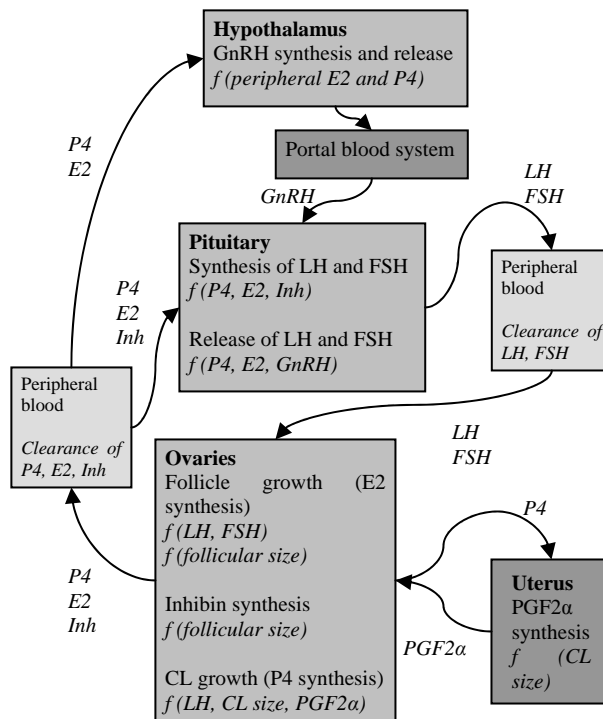 Hypothalamus
GnRH synthesis and release
f (peripheral E2 and P4)
P4
E2
Portal blood system
GnRH
LH
FSH
Pituitary
Synthesis of LH and FSH
f (P4, E2, Inh)
Release of LH and FSH
f (P4, E2, GnRH)
Peripheral
blood
Clearance of
LH, FSH
P4
E2
Inh
Peripheral
blood
Clearance of
P4, E2, Inh
LH
FSH
Ovaries
Follicle growth (E2
synthesis)
f (LH, FSH)
f (follicular size)
Inhibin synthesis
f (follicular size)
CL growth (P4 synthesis)
f (LH, CL size, PGF2α)
P4
E2
Inh
P4
PGF2α
Uterus
PGF2α
synthesis
f (CL
size)